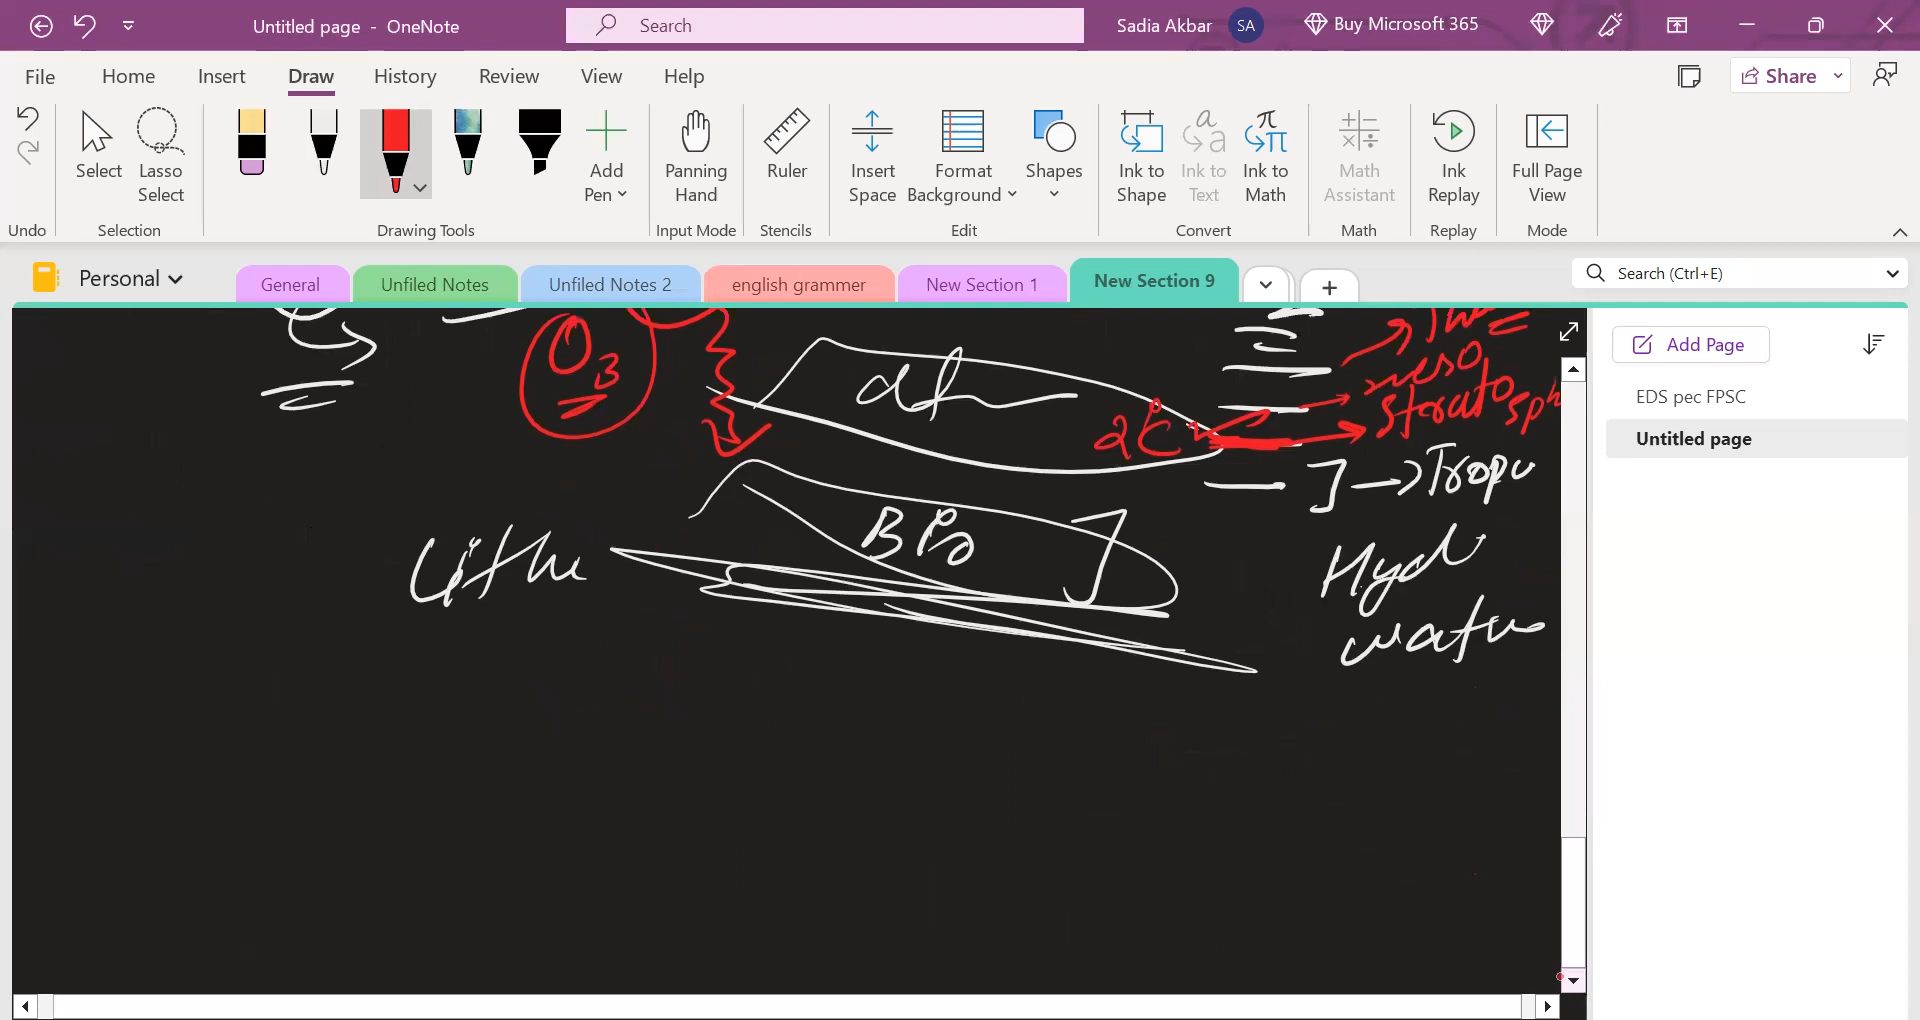 Untitled page - OneNote
Search
Sadia Akbar
SA
Buy Microsoft 365
File Home Insert Draw History Review View Help
Share
Select
Lasso Select
Add Pen
Panning Hand
Ruler
Insert Space
Format Background
Shapes
Ink to Shape
Ink to Text
Ink to Math
Math Assistant
Ink Replay
Full Page View
Undo Selection Drawing Tools Input Mode Stencils Edit Convert Math Replay Mode
Personal
General
Unfiled Notes
Unfiled Notes 2
english grammer
New Section 1
New Section 9
Search (Ctrl+E)
Add Page
EDS pec FPSC
Untitled page
O3
meso
stratosph
Hyd